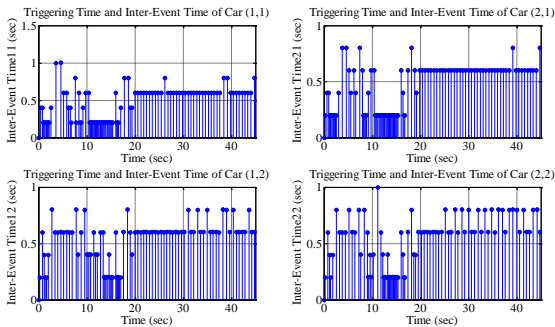 Triggering Time and Inter-Event Time of Car (1,1)
Inter-Event Time11 (sec)
1.5
1
0.5
0
0 10 20 30 40
Time (sec)
Triggering Time and Inter-Event Time of Car (2,1)
Inter-Event Time21 (sec)
1
0.5
0
0 10 20 30 40
Time (sec)
Triggering Time and Inter-Event Time of Car (1,2)
Inter-Event Time12 (sec)
1
0.5
0
0 10 20 30 40
Time (sec)
Triggering Time and Inter-Event Time of Car (2,2)
Inter-Event Time22 (sec)
1
0.5
0
0 10 20 30 40
Time (sec)